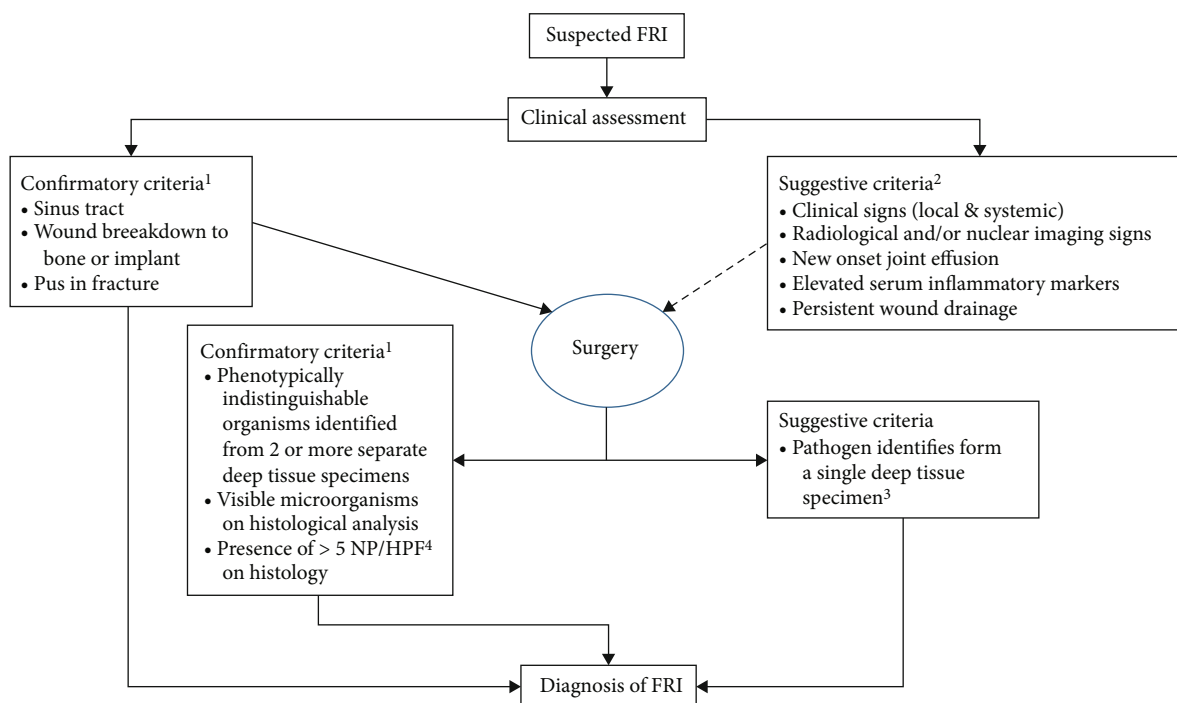 Suspected FRI
Clinical assessment
Confirmatory criteria¹
• Sinus tract
• Wound breeakdown to
bone or implant
• Pus in fracture
Suggestive criteria²
• Clinical signs (local & systemic)
• Radiological and/or nuclear imaging signs
• New onset joint effusion
• Elevated serum inflammatory markers
• Persistent wound drainage
Surgery
Confirmatory criteria¹
• Phenotypically
indistinguishable
organisms identified
from 2 or more separate
deep tissue specimens
• Visible microorganisms
on histological analysis
• Presence of > 5 NP/HPF⁴
on histology
Suggestive criteria
• Pathogen identifies form
a single deep tissue
specimen³
Diagnosis of FRI